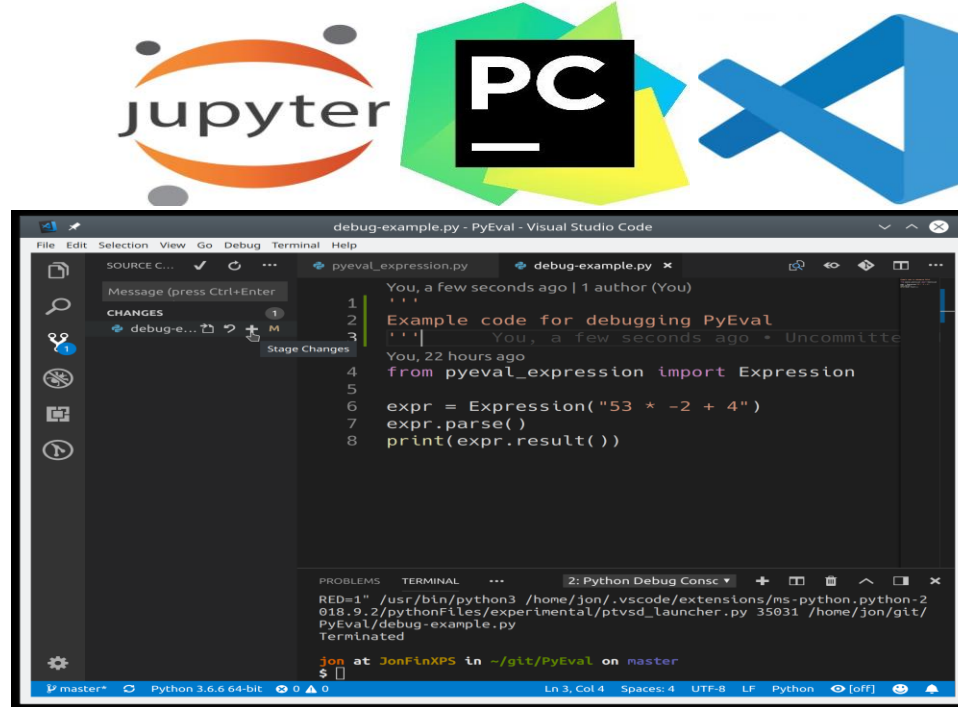 jupyter
PC
debug-example.py - PyEval - Visual Studio Code
File Edit Selection View Go Debug Terminal Help
SOURCE C... ...
pyeval_expression.py debug-example.py
Message (press Ctrl+Enter
CHANGES 1
debug-e... M
Stage Changes
1
You, a few seconds ago | 1 author (You)
1 '''
2 Example code for debugging PyEval
3 ''' You, a few seconds ago • Uncommitte
You, 22 hours ago
4 from pyeval_expression import Expression
5
6 expr = Expression("53 * -2 + 4")
7 expr.parse()
8 print(expr.result())
PROBLEMS TERMINAL ... 2: Python Debug Consc
RED=1" /usr/bin/python3 /home/jon/.vscode/extensions/ms-python.python-2
018.9.2/pythonFiles/experimental/ptvsd_launcher.py 35031 /home/jon/git/
PyEval/debug-example.py
Terminated
jon at JonFinXPS in ~/git/PyEval on master
$
master* Python 3.6.6 64-bit 0 0 Ln 3, Col 4 Spaces: 4 UTF-8 LF Python [off]